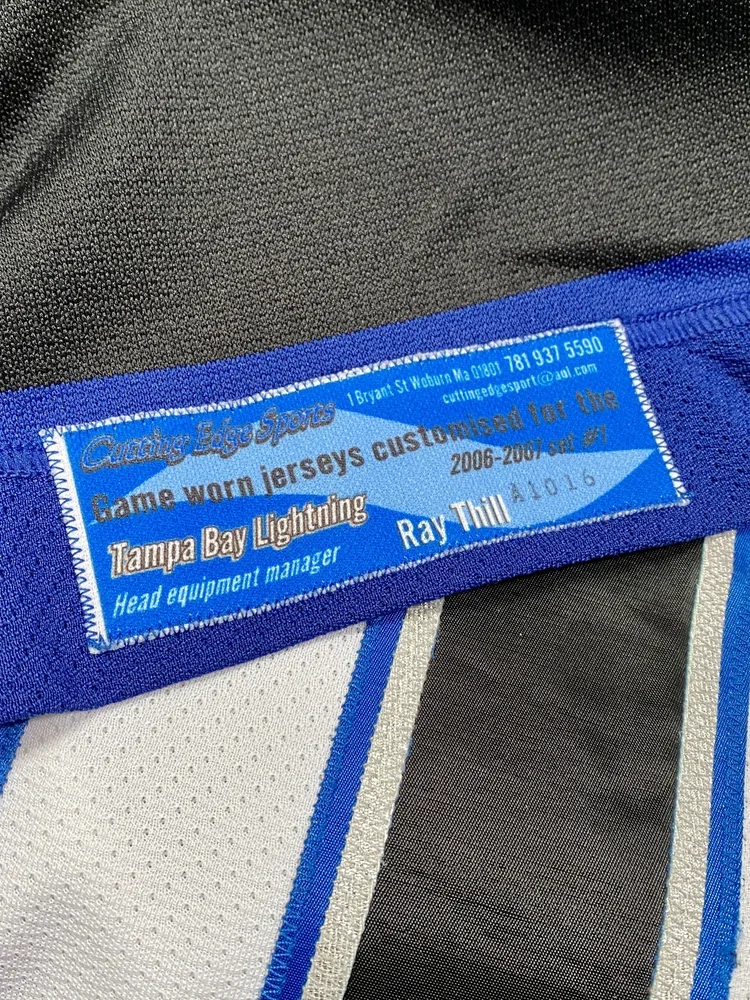 Cutting Edge Sports
1 Bryant St Woburn Ma 01801 781 937 5590
cuttingedgesport@aol.com
Game worn jerseys customised for the
2006-2007 set #1
Tampa Bay Lightning
Ray Thill A1016
Head equipment manager